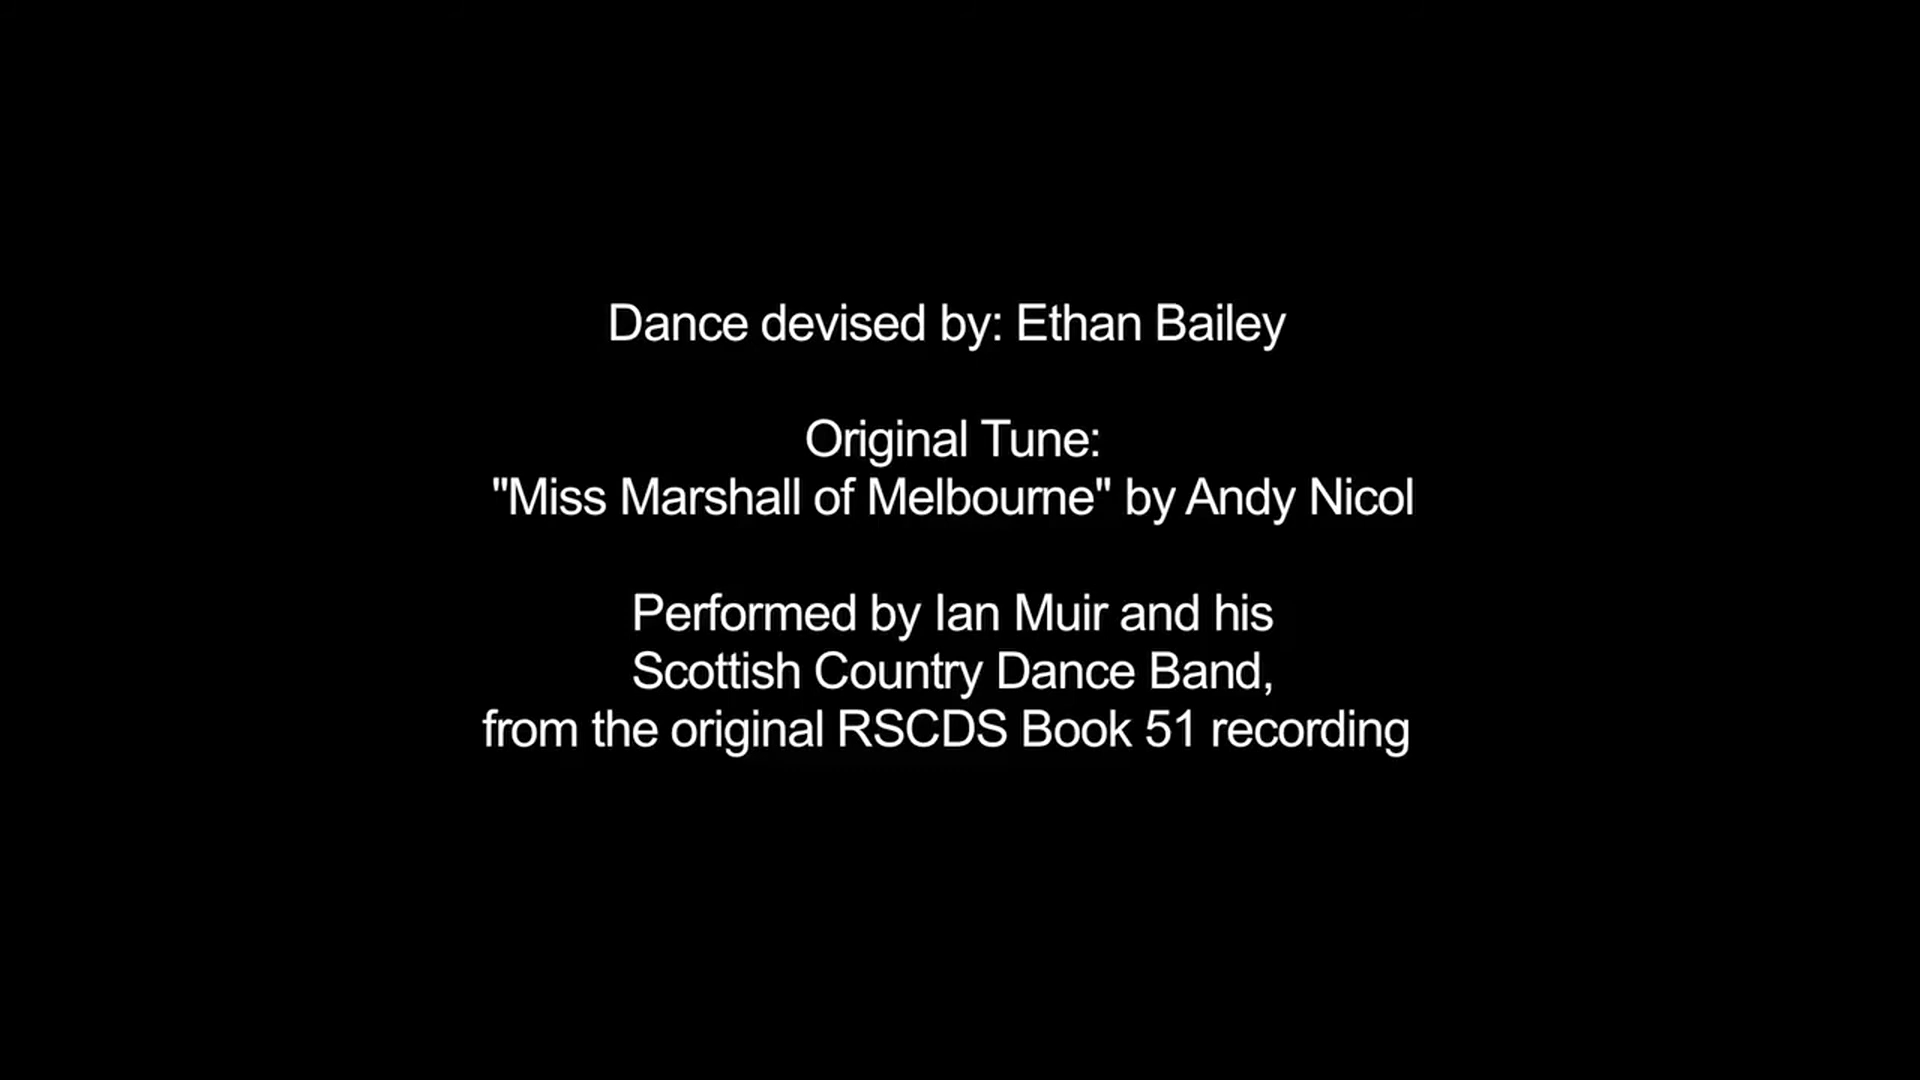 Dance devised by: Ethan Bailey
Original Tune:
"Miss Marshall of Melbourne" by Andy Nicol
Performed by Ian Muir and his
Scottish Country Dance Band,
from the original RSCDS Book 51 recording